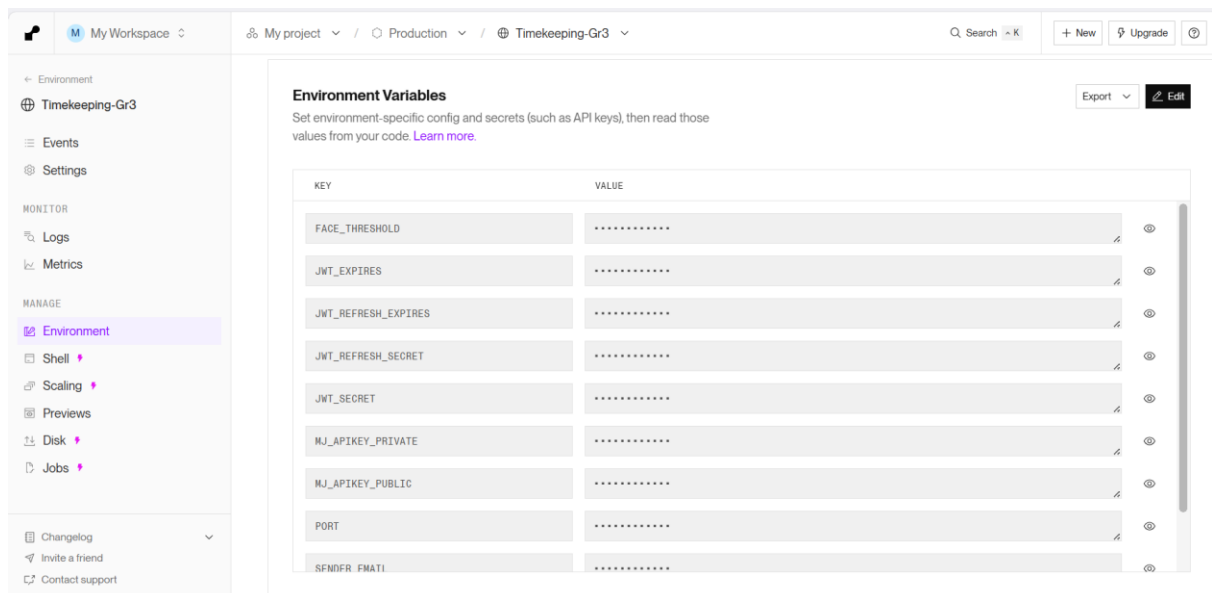 M My Workspace
My project / Production / Timekeeping-Gr3
Search ^ K
+ New
Upgrade
← Environment
Timekeeping-Gr3
Events
Settings
MONITOR
Logs
Metrics
MANAGE
Environment
Shell
Scaling
Previews
Disk
Jobs
Changelog
Invite a friend
Contact support
Environment Variables
Export
Edit
Set environment-specific config and secrets (such as API keys), then read those
values from your code. Learn more.
KEY VALUE
FACE_THRESHOLD ••••••••••••
JWT_EXPIRES ••••••••••••
JWT_REFRESH_EXPIRES ••••••••••••
JWT_REFRESH_SECRET ••••••••••••
JWT_SECRET ••••••••••••
MJ_APIKEY_PRIVATE ••••••••••••
MJ_APIKEY_PUBLIC ••••••••••••
PORT ••••••••••••
SENDER_EMAIL ••••••••••••